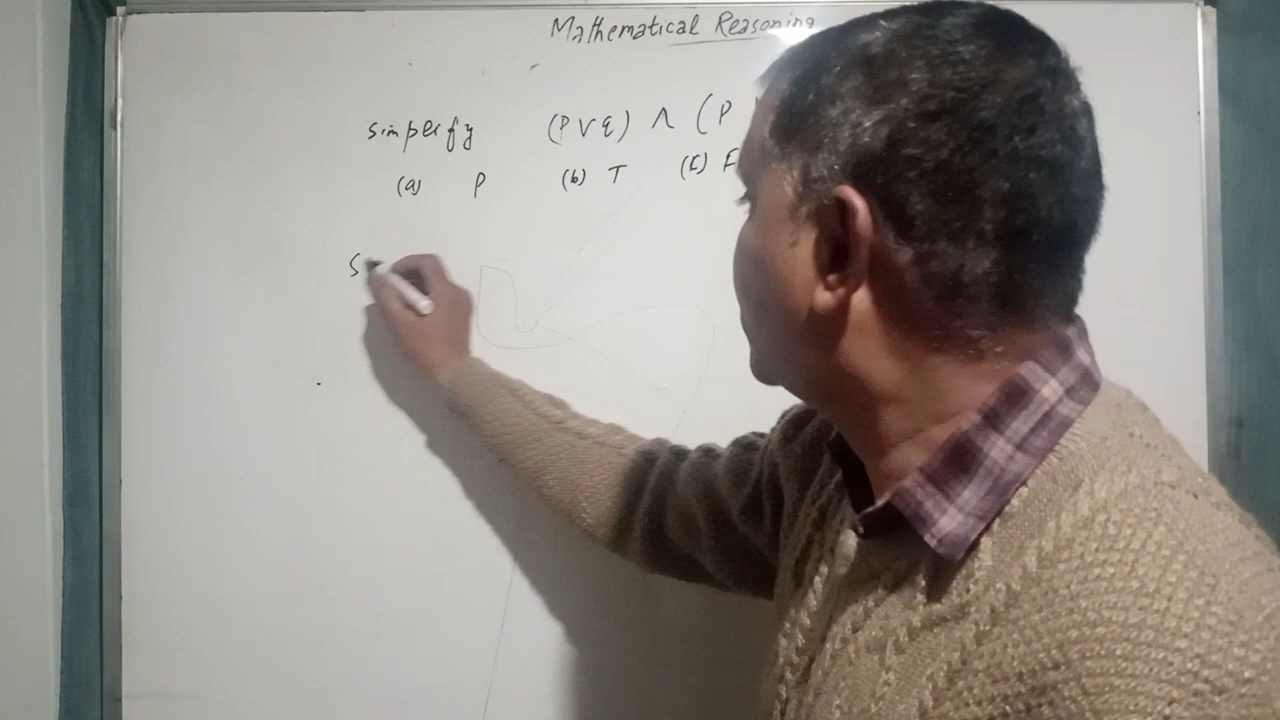 Mathematical Reasoning
simplify (P ∨ q) ∧ (P
(a) P (b) T (c) F
S